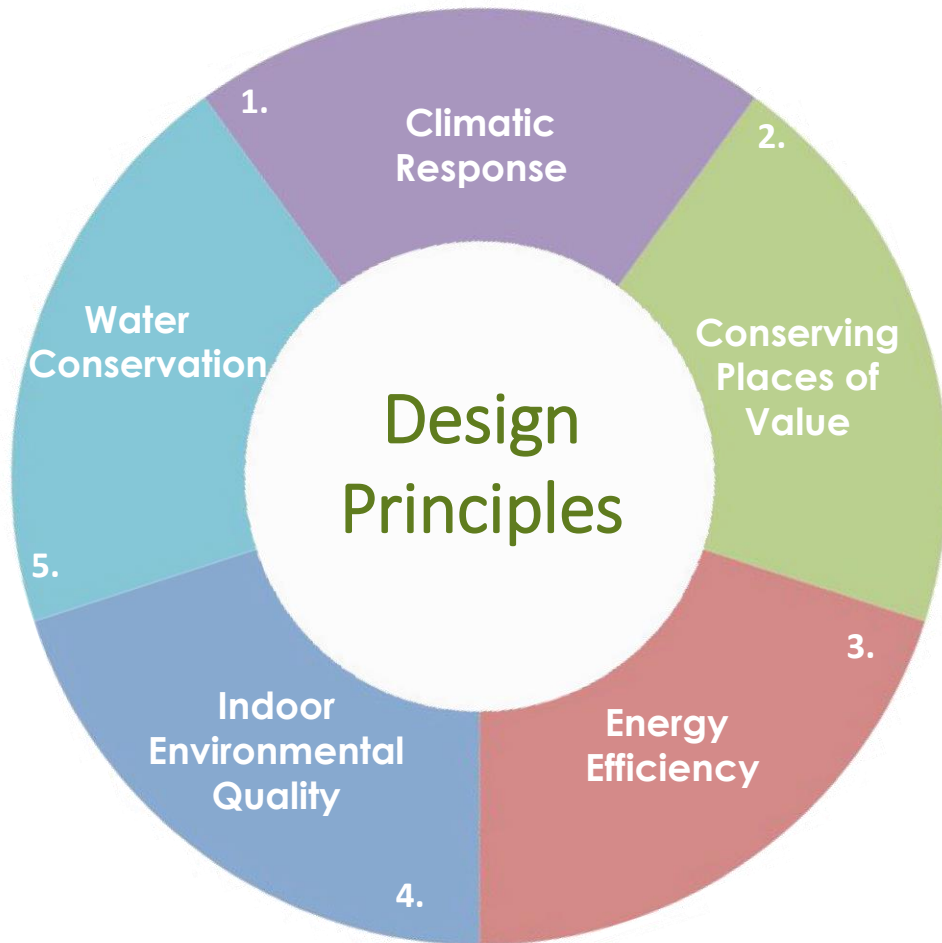 1.
Climatic
Response
2.
Conserving
Places of
Value
3.
Energy
Efficiency
4.
Indoor
Environmental
Quality
5.
Water
Conservation
Design
Principles